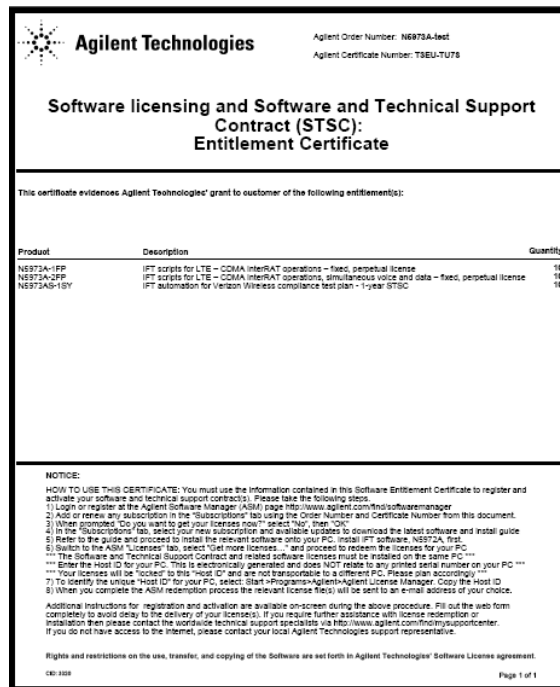 Agilent Technologies
Agilent Order Number: N5973A-test
Agilent Certificate Number: TSEU-TU78
Software licensing and Software and Technical Support
Contract (STSC):
Entitlement Certificate
This certificate evidences Agilent Technologies' grant to customer of the following entitlement(s):
Product Description Quantity
N5973A-1FP IFT scripts for LTE – CDMA InterRAT operations – fixed, perpetual license
N5973A-2FP IFT scripts for LTE – CDMA InterRAT operations, simultaneous voice and data – fixed, perpetual license
N5973AS-1SY IFT automation for Verizon Wireless compliance test plan - 1-year STSC
NOTICE:
HOW TO USE THIS CERTIFICATE: You must use the information contained in this Software Entitlement Certificate to register and
activate your software and technical support contract(s). Please take the following steps.
1) Login or register at the Agilent Software Manager (ASM) page http://www.agilent.com/find/softwaremanager
2) Add or renew any subscription in the "Subscriptions" tab using the Order Number and Certificate Number from this document.
3) When prompted "Do you want to get your licenses now?" select "No", then "OK"
4) In the "Subscriptions" tab, select your new subscription and available updates to download the latest software and install guide
5) Refer to the guide and proceed to install the relevant software onto your PC. Install IFT software, N5972A, first.
6) Switch to the ASM "Licenses" tab, select "Get more licenses..." and proceed to redeem the licenses for your PC
*** The Software and Technical Support Contract and related software licenses must be installed on the same PC ***
*** Enter the Host ID for your PC. This is electronically generated and does NOT relate to any printed serial number on your PC ***
*** Your licenses will be "locked" to this "Host ID" and are not transportable to a different PC. Please plan accordingly ***
7) To identify the unique "Host ID" for your PC, select: Start >Programs>Agilent>Agilent License Manager: Copy the Host ID
8) When you complete the ASM redemption process the relevant license file(s) will be sent to an e-mail address of your choice.
Additional instructions for registration and activation are available on-screen during the above procedure. Fill out the web form
completely to avoid delay to the delivery of your license(s). If you require further assistance with license redemption or
installation then please contact the worldwide technical support specialists via http://www.agilent.com/find/mysupportcenter.
If you do not have access to the internet, please contact your local Agilent Technologies support representative.
Rights and restrictions on the use, transfer, and copying of the Software are set forth in Agilent Technologies' Software License agreement.
Page 1 of 1